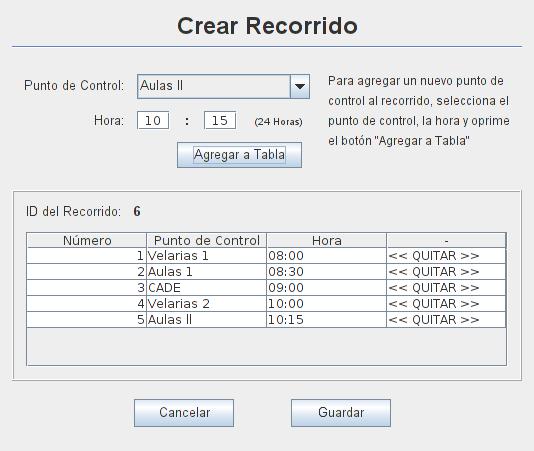 Crear Recorrido
Punto de Control: Aulas II
Para agregar un nuevo punto de
control al recorrido, selecciona el
punto de control, la hora y oprime
el botón "Agregar a Tabla"
Hora: 10 : 15 (24 Horas)
Agregar a Tabla
ID del Recorrido: 6
Número Punto de Control Hora -
1 Velarias 1 08:00 << QUITAR >>
2 Aulas 1 08:30 << QUITAR >>
3 CADE 09:00 << QUITAR >>
4 Velarias 2 10:00 << QUITAR >>
5 Aulas II 10:15 << QUITAR >>
Cancelar Guardar